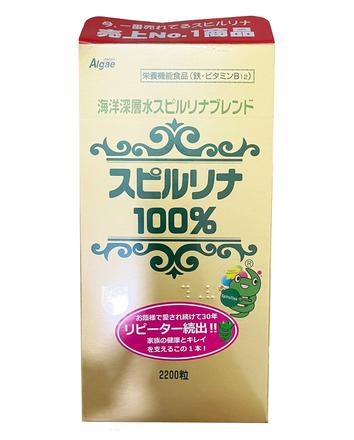 今、一番売れてるスピルリナ
売上No.1商品
Algae
栄養機能食品（鉄・ビタミンB12）
海洋深層水スピルリナブレンド
スピルリナ
100%
®
Spirulina
お陰様で愛され続けて30年
リピーター続出!!
家族の健康とキレイ
を支えるこの1本！
2200粒